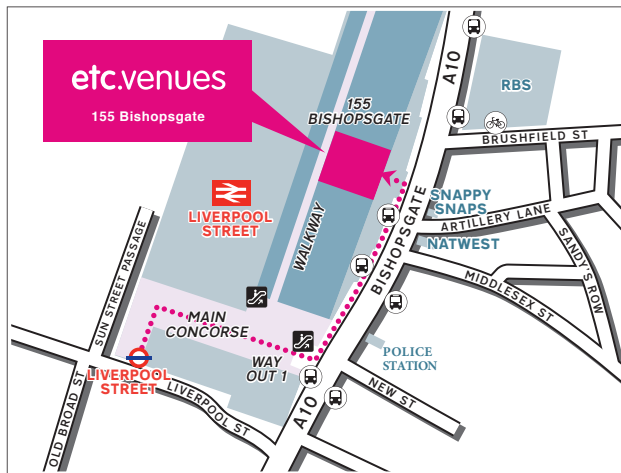 etc.venues
155 Bishopsgate
A10
RBS
155
BISHOPSGATE
BRUSHFIELD ST
LIVERPOOL
STREET
WALKWAY
BISHOPSGATE
SNAPPY
SNAPS
ARTILLERY LANE
NATWEST
SANDY'S ROW
MIDDLESEX ST
SUN STREET PASSAGE
MAIN
CONCORSE
WAY
OUT 1
POLICE
STATION
LIVERPOOL
STREET
LIVERPOOL ST
OLD BROAD ST
A10
NEW ST